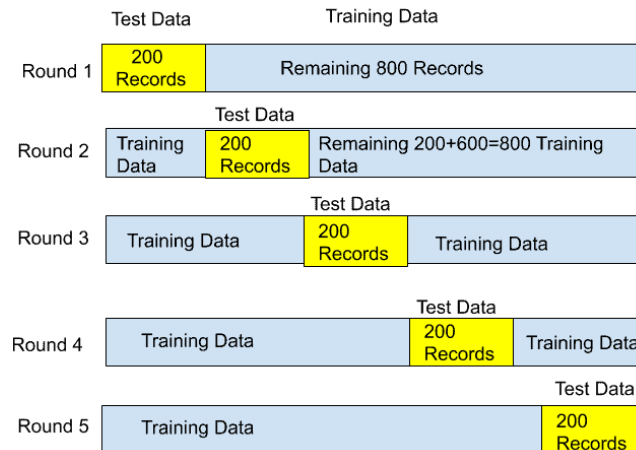 Test Data
Training Data
Round 1
200
Records
Remaining 800 Records
Test Data
Round 2
Training
Data
200
Records
Remaining 200+600=800 Training
Data
Test Data
Round 3
Training Data
200
Records
Training Data
Test Data
Round 4
Training Data
200
Records
Training Data
Test Data
Round 5
Training Data
200
Records